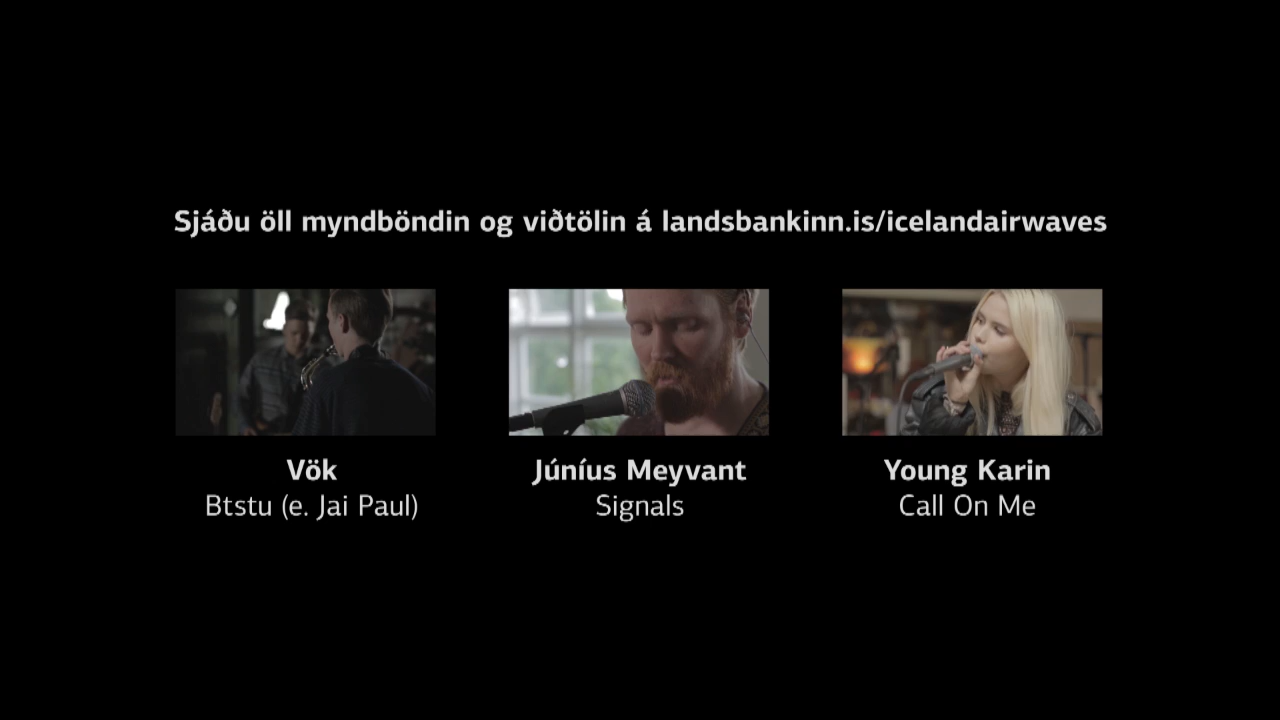 Sjáðu öll myndböndin og viðtölin á landsbankinn.is/icelandairwaves
Vök
Btstu (e. Jai Paul)
Júníus Meyvant
Signals
Young Karin
Call On Me